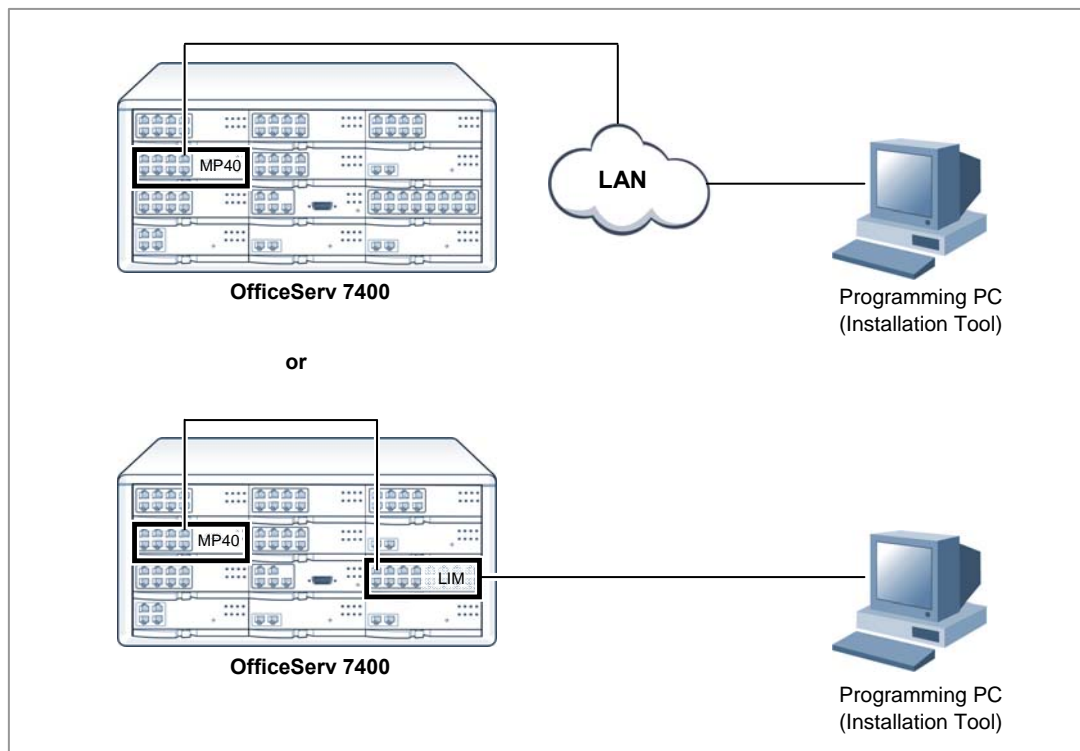 MP40
LAN
OfficeServ 7400
Programming PC
(Installation Tool)
or
MP40
LIM
OfficeServ 7400
Programming PC
(Installation Tool)